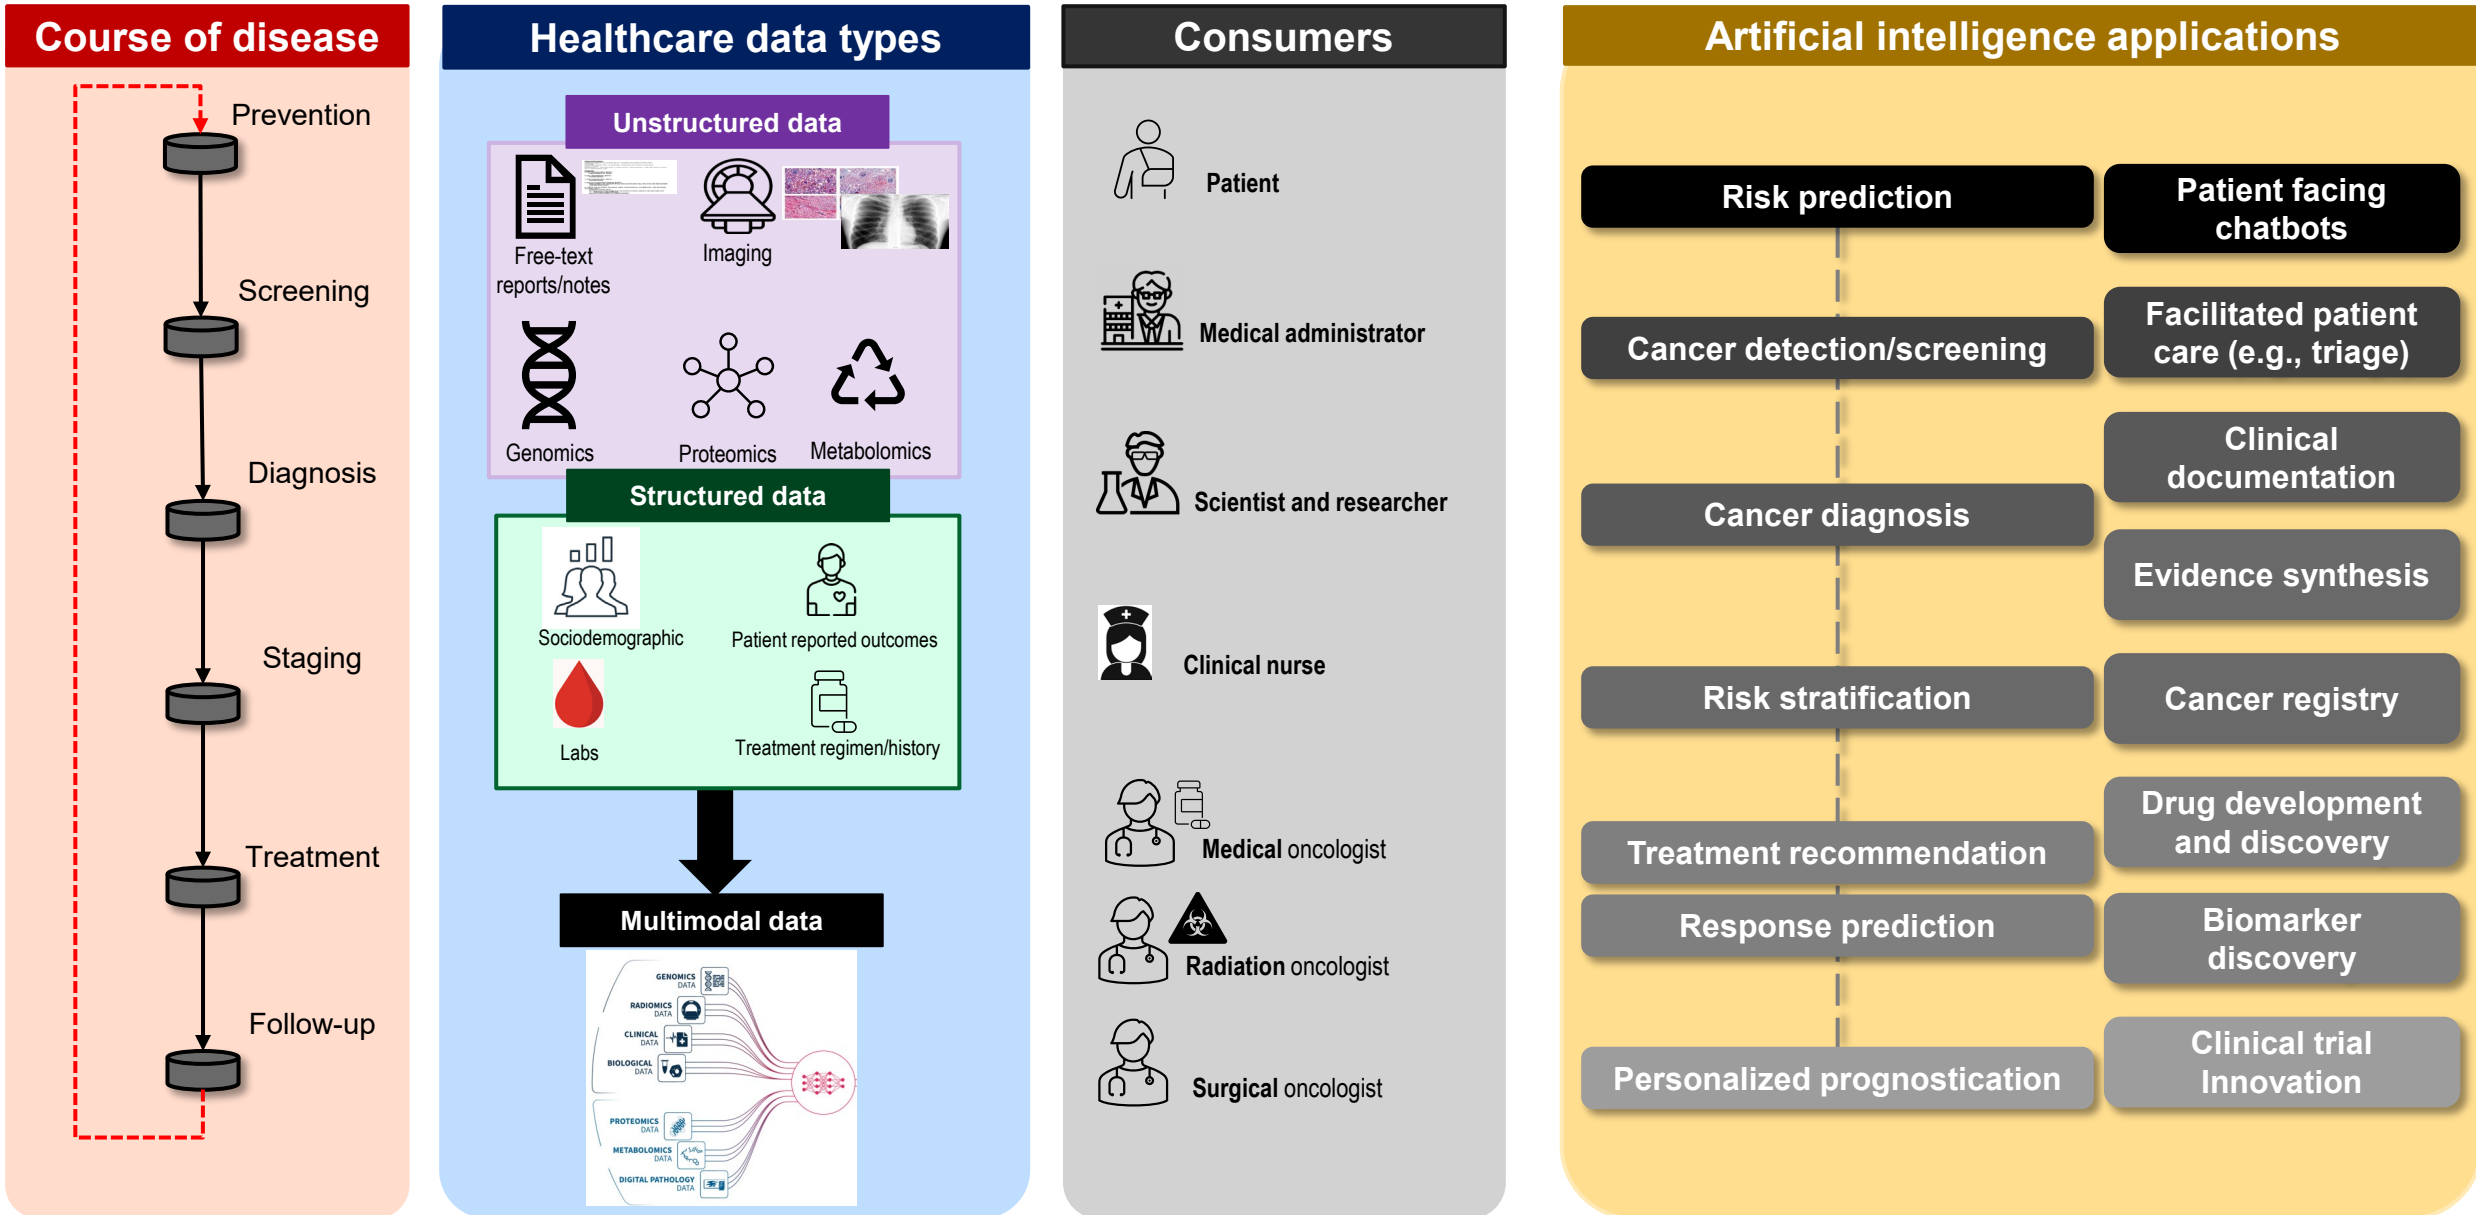 Course of disease
Prevention
Screening
Diagnosis
Staging
Treatment
Follow-up
Healthcare data types
Unstructured data
Free-text
reports/notes
Imaging
Genomics
Proteomics
Metabolomics
Structured data
Sociodemographic
Patient reported outcomes
Labs
Treatment regimen/history
Multimodal data
GENOMICS
DATA
RADIOMICS
DATA
CLINICAL
DATA
BIOLOGICAL
DATA
PROTEOMICS
DATA
METABOLOMICS
DATA
DIGITAL PATHOLOGY
DATA
Consumers
Patient
Medical administrator
Scientist and researcher
Clinical nurse
Medical oncologist
Radiation oncologist
Surgical oncologist
Artificial intelligence applications
Risk prediction
Cancer detection/screening
Cancer diagnosis
Risk stratification
Treatment recommendation
Response prediction
Personalized prognostication
Patient facing
chatbots
Facilitated patient
care (e.g., triage)
Clinical
documentation
Evidence synthesis
Cancer registry
Drug development
and discovery
Biomarker
discovery
Clinical trial
Innovation